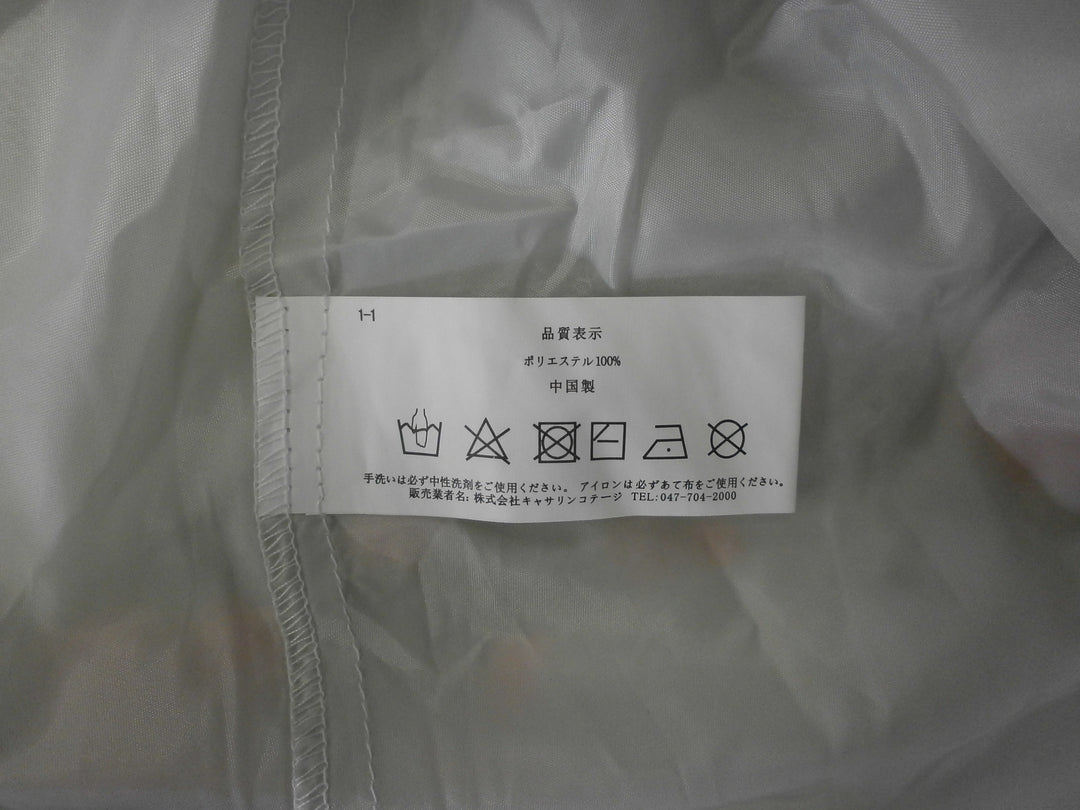 1-1
品質表示
ポリエステル100%
中国製
手洗いは必ず中性洗剤をご使用ください。 アイロンは必ずあて布をご使用ください。
販売業者名: 株式会社キャサリンコテージ TEL:047-704-2000